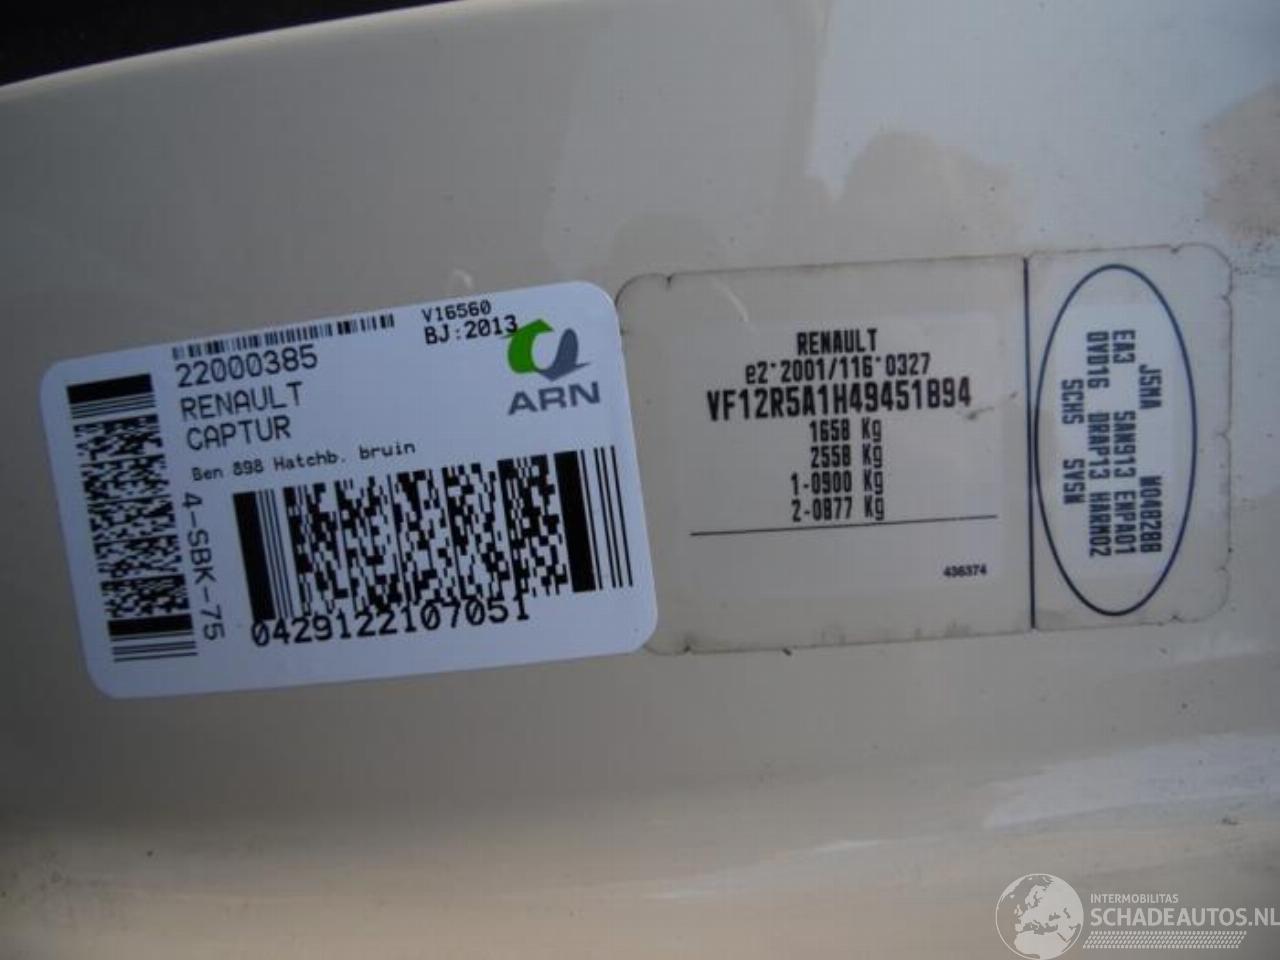 V16560
BJ:2013
22000385
RENAULT
CAPTUR
ARN
Ben 898 Hatchb. bruin
4-SBK-75
0429122107051
RENAULT
e2*2001/116*0327
VF12R5A1H49451894
1658 Kg
2558 Kg
1-0900 Kg
2-0877 Kg
436374
J5MA M04B2BB
EA3 SAN913 ENPA01
DVD16 DRAP13 HARM02
SCHS SVSN
INTERMOBILITAS
SCHADEAUTOS.NL